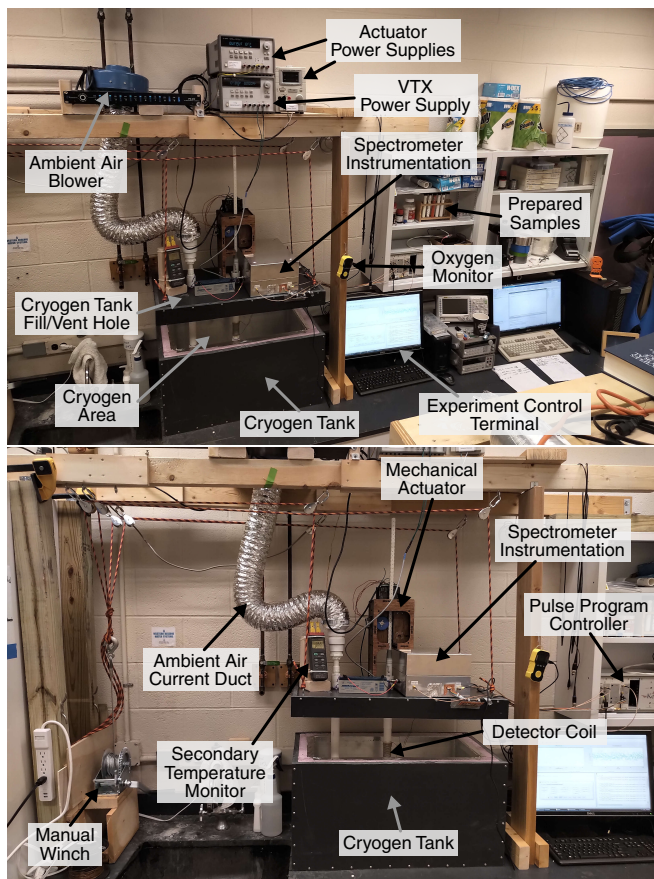 Actuator
Power Supplies
VTX
Power Supply
Ambient Air
Blower
Spectrometer
Instrumentation
Prepared
Samples
Oxygen
Monitor
Cryogen Tank
Fill/Vent Hole
Cryogen
Area
Cryogen Tank
Experiment Control
Terminal
Mechanical
Actuator
Spectrometer
Instrumentation
Pulse Program
Controller
Ambient Air
Current Duct
Detector Coil
Secondary
Temperature
Monitor
Manual
Winch
Cryogen Tank